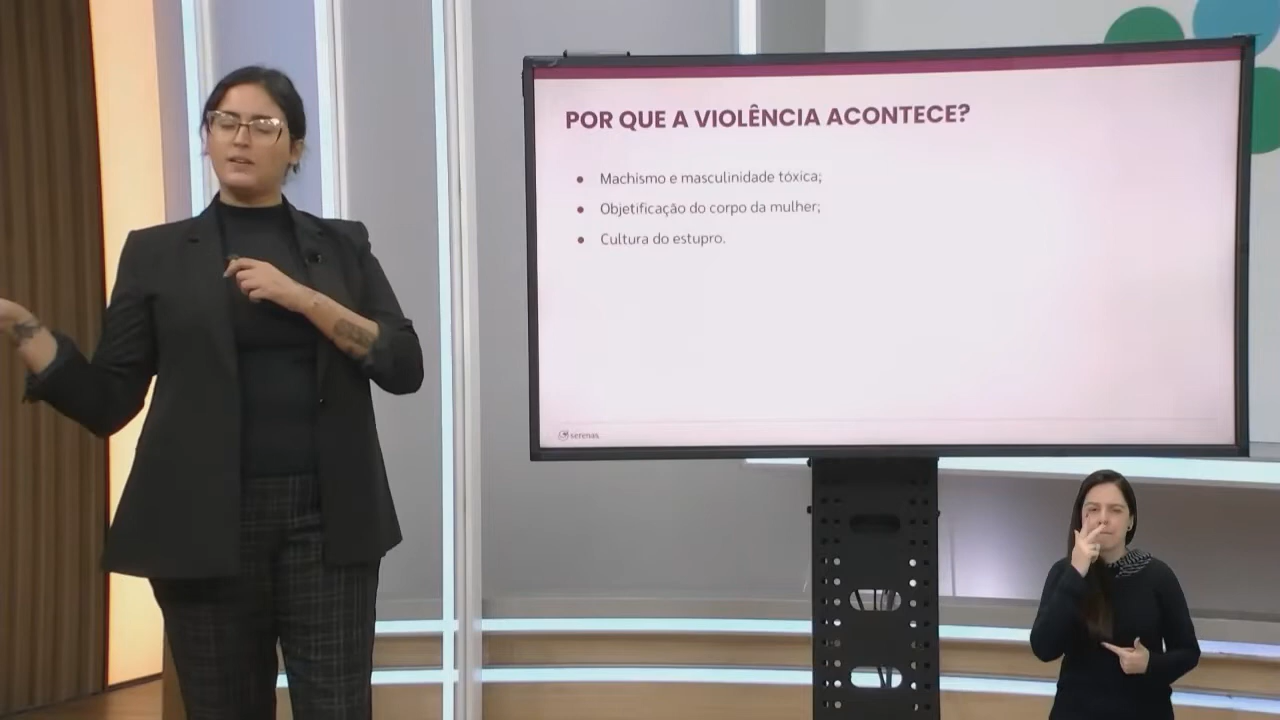 POR QUE A VIOLÊNCIA ACONTECE?
● Machismo e masculinidade tóxica;
● Objetificação do corpo da mulher;
● Cultura do estupro.
serenas